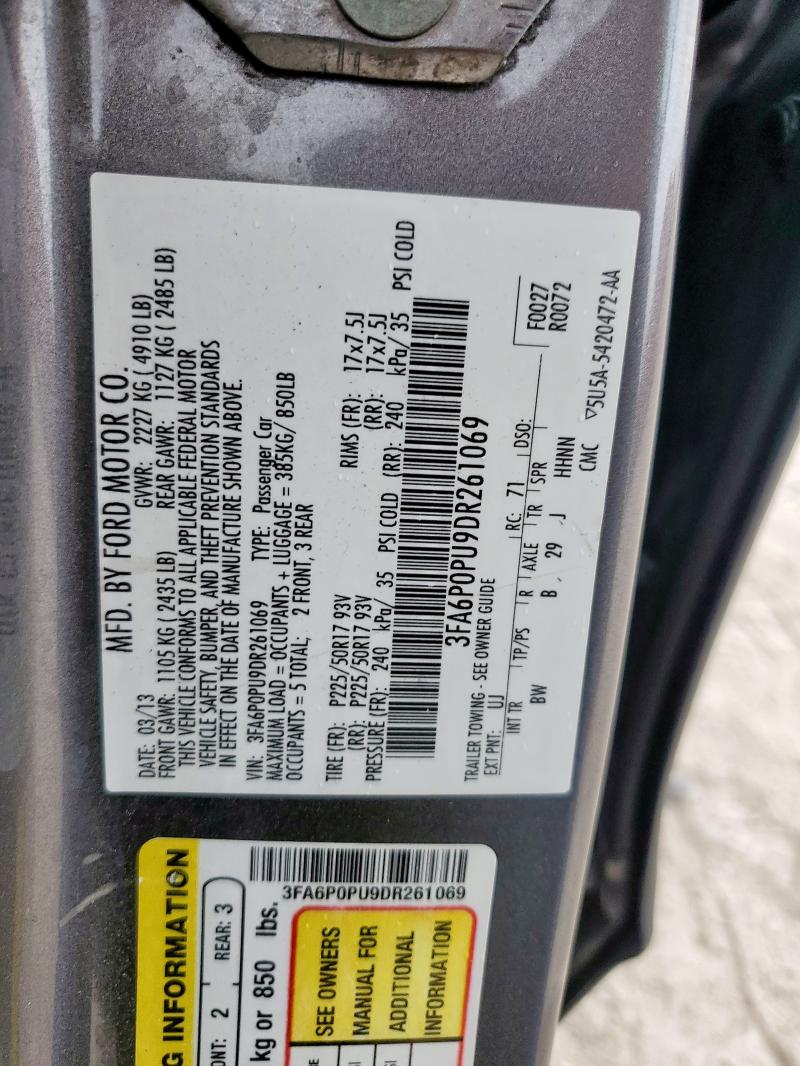 MFD. BY FORD MOTOR CO.
DATE: 03/13 GVWR: 2227 KG ( 4910 LB)
FRONT GAWR: 1105 KG ( 2435 LB) REAR GAWR: 1127 KG ( 2485 LB)
THIS VEHICLE CONFORMS TO ALL APPLICABLE FEDERAL MOTOR
VEHICLE SAFETY, BUMPER, AND THEFT PREVENTION STANDARDS
IN EFFECT ON THE DATE OF MANUFACTURE SHOWN ABOVE.
VIN: 3FA6P0PU9DR261069 TYPE: Passenger Car
MAXIMUM LOAD = OCCUPANTS + LUGGAGE = 385KG/ 850LB
OCCUPANTS = 5 TOTAL; 2 FRONT, 3 REAR
TIRE (FR): P225/50R17 93V RIMS (FR): 17x7.5J
(RR): P225/50R17 93V (RR): 17x7.5J
PRESSURE (FR): 240 kPa/ 35 PSI COLD (RR): 240 kPa/ 35 PSI COLD
3FA6P0PU9DR261069
TRAILER TOWING - SEE OWNER GUIDE
EXT PNT: UJ RC: 71 DSO: F0027
INT TR TP/PS R AXLE TR SPR R0072
BW B 29 J HHNN
CMC ▽5U5A-5420472-AA
G INFORMATION
ONT: 2 REAR: 3
kg or 850 lbs.
3FA6P0PU9DR261069
SEE OWNERS
MANUAL FOR
ADDITIONAL
INFORMATION